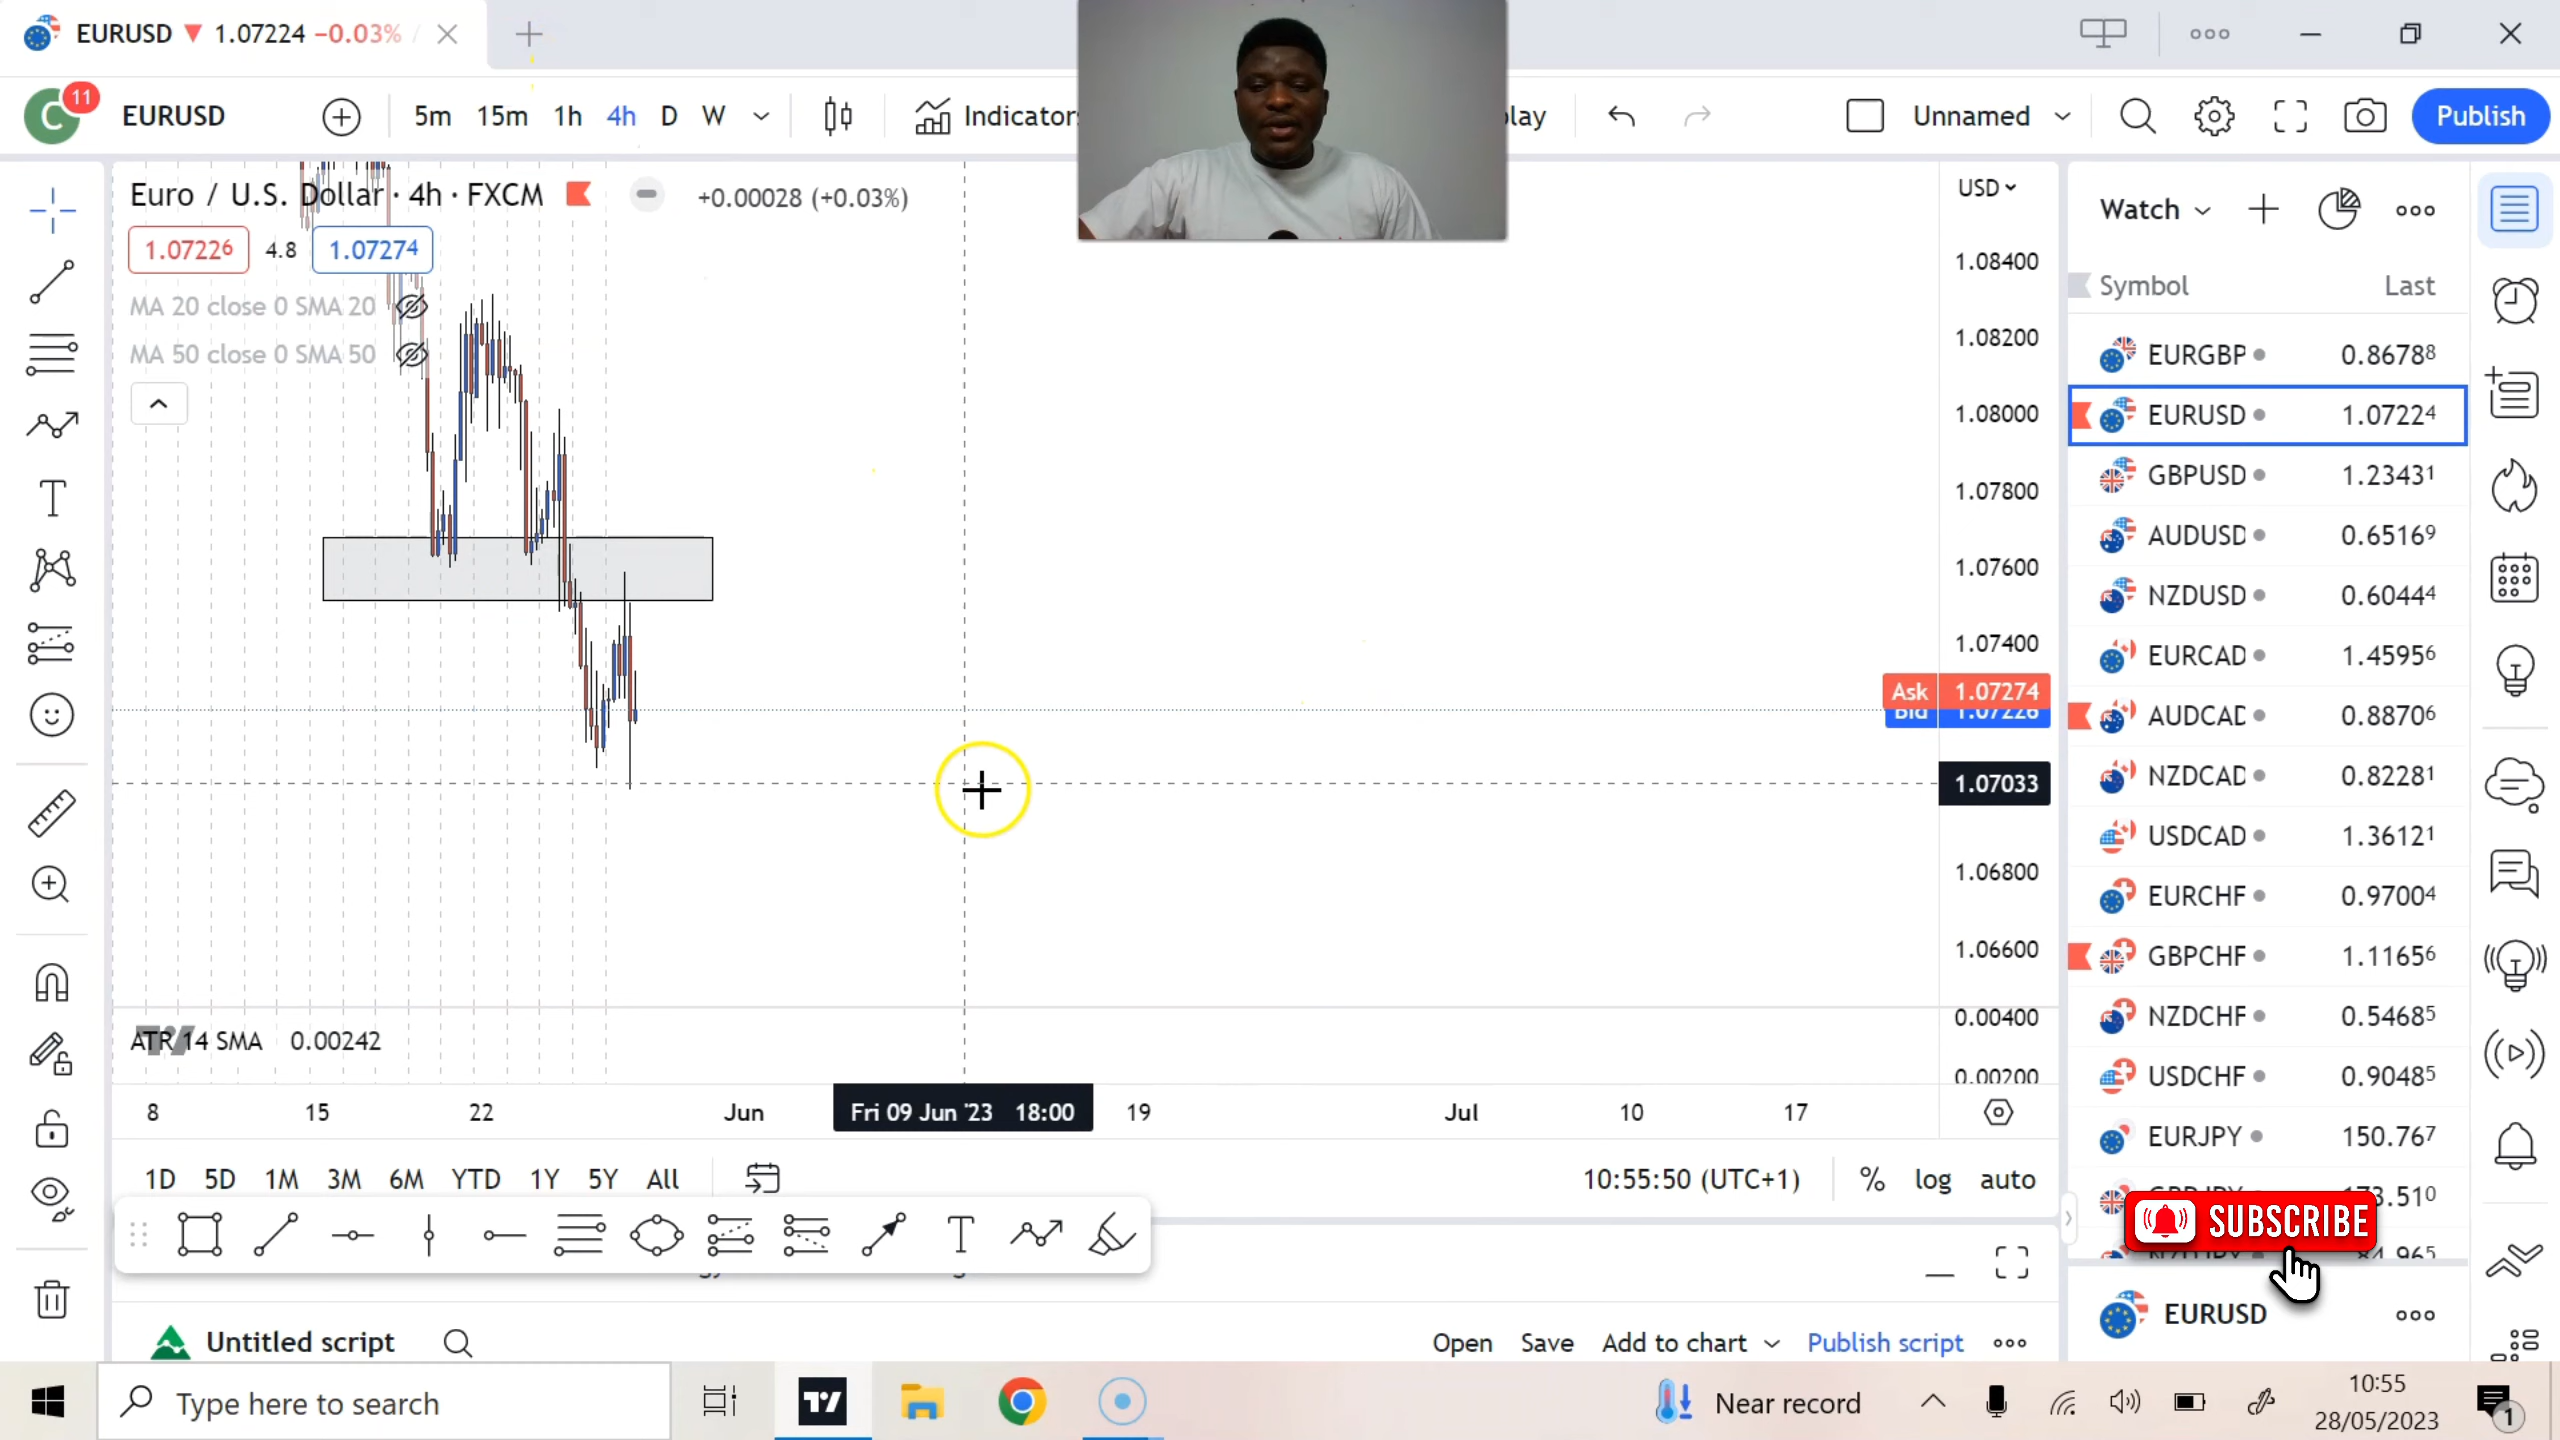 EURUSD 1.07224 −0.03% /
C 11 EURUSD 5m 15m 1h 4h D W Indicators Unnamed Publish
Euro / U.S. Dollar · 4h · FXCM +0.00028 (+0.03%)
1.07226 4.8 1.07274
MA 20 close 0 SMA 20
MA 50 close 0 SMA 50
USD
1.08400
1.08200
1.08000
1.07800
1.07600
1.07400
Ask 1.07274
Bid 1.07226
1.07033
1.06800
1.06600
ATR 14 SMA 0.00242
0.00400
0.00200
8 15 22 Jun Fri 09 Jun '23 18:00 19 Jul 10 17
1D 5D 1M 3M 6M YTD 1Y 5Y All
10:55:50 (UTC+1) % log auto
Untitled script Open Save Add to chart Publish script
Watch
Symbol Last
EURGBP 0.86788
EURUSD 1.07224
GBPUSD 1.23431
AUDUSD 0.65169
NZDUSD 0.60444
EURCAD 1.45956
AUDCAD 0.88706
NZDCAD 0.82281
USDCAD 1.36121
EURCHF 0.97004
GBPCHF 1.11656
NZDCHF 0.54685
USDCHF 0.90485
EURJPY 150.767
SUBSCRIBE
EURUSD
Type here to search
Near record
10:55
28/05/2023
1